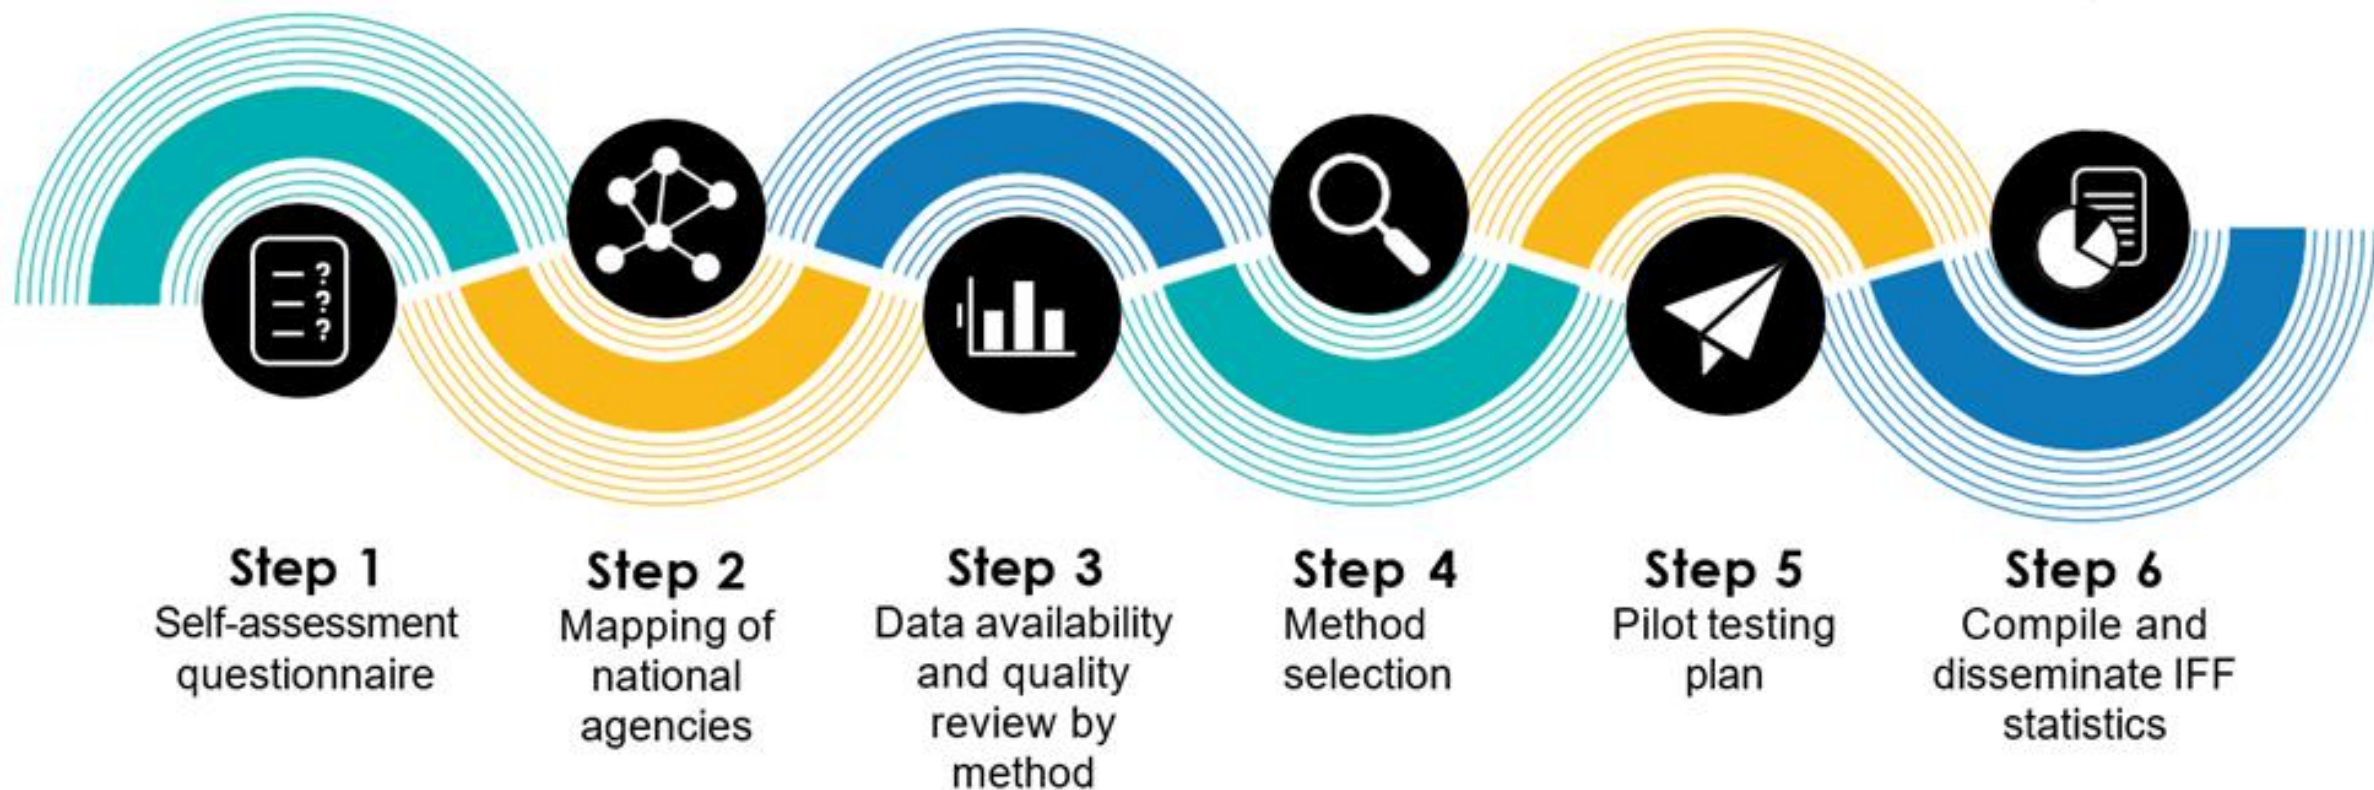 ? 
? 
?
Step 1
Self-assessment
questionnaire
Step 2
Mapping of
national
agencies
Step 3
Data availability
and quality
review by
method
Step 4
Method
selection
Step 5
Pilot testing
plan
Step 6
Compile and
disseminate IFF
statistics